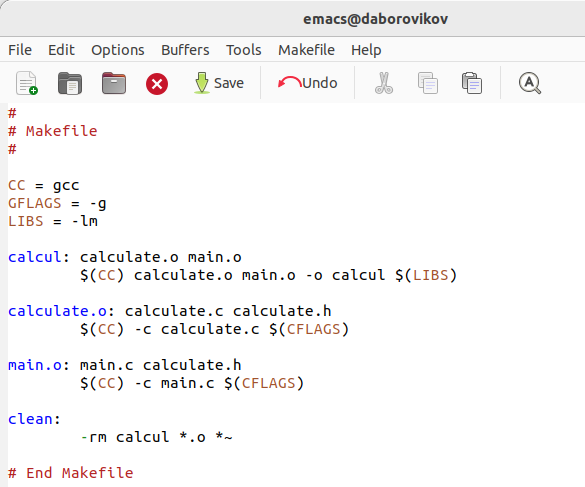 emacs@daborovikov
File Edit Options Buffers Tools Makefile Help
Save Undo
#
# Makefile
#
CC = gcc
GFLAGS = -g
LIBS = -lm
calcul: calculate.o main.o
$(CC) calculate.o main.o -o calcul $(LIBS)
calculate.o: calculate.c calculate.h
$(CC) -c calculate.c $(CFLAGS)
main.o: main.c calculate.h
$(CC) -c main.c $(CFLAGS)
clean:
-rm calcul *.o *~
# End Makefile